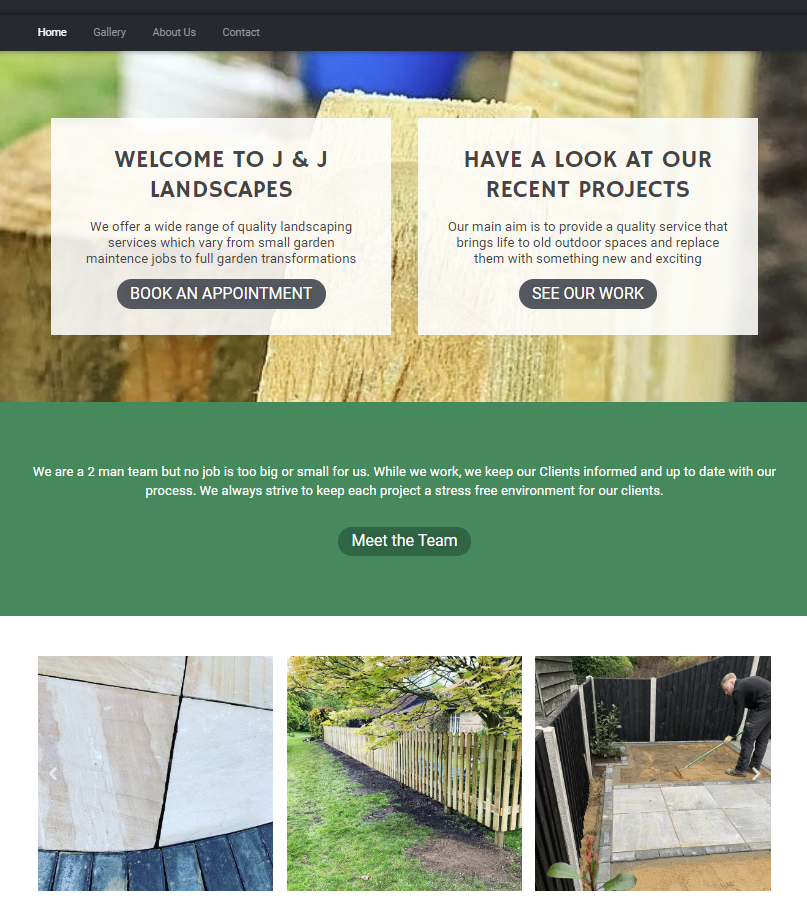 Home Gallery About Us Contact
WELCOME TO J & J
LANDSCAPES
We offer a wide range of quality landscaping
services which vary from small garden
maintence jobs to full garden transformations
BOOK AN APPOINTMENT
HAVE A LOOK AT OUR
RECENT PROJECTS
Our main aim is to provide a quality service that
brings life to old outdoor spaces and replace
them with something new and exciting
SEE OUR WORK
We are a 2 man team but no job is too big or small for us. While we work, we keep our Clients informed and up to date with our
process. We always strive to keep each project a stress free environment for our clients.
Meet the Team